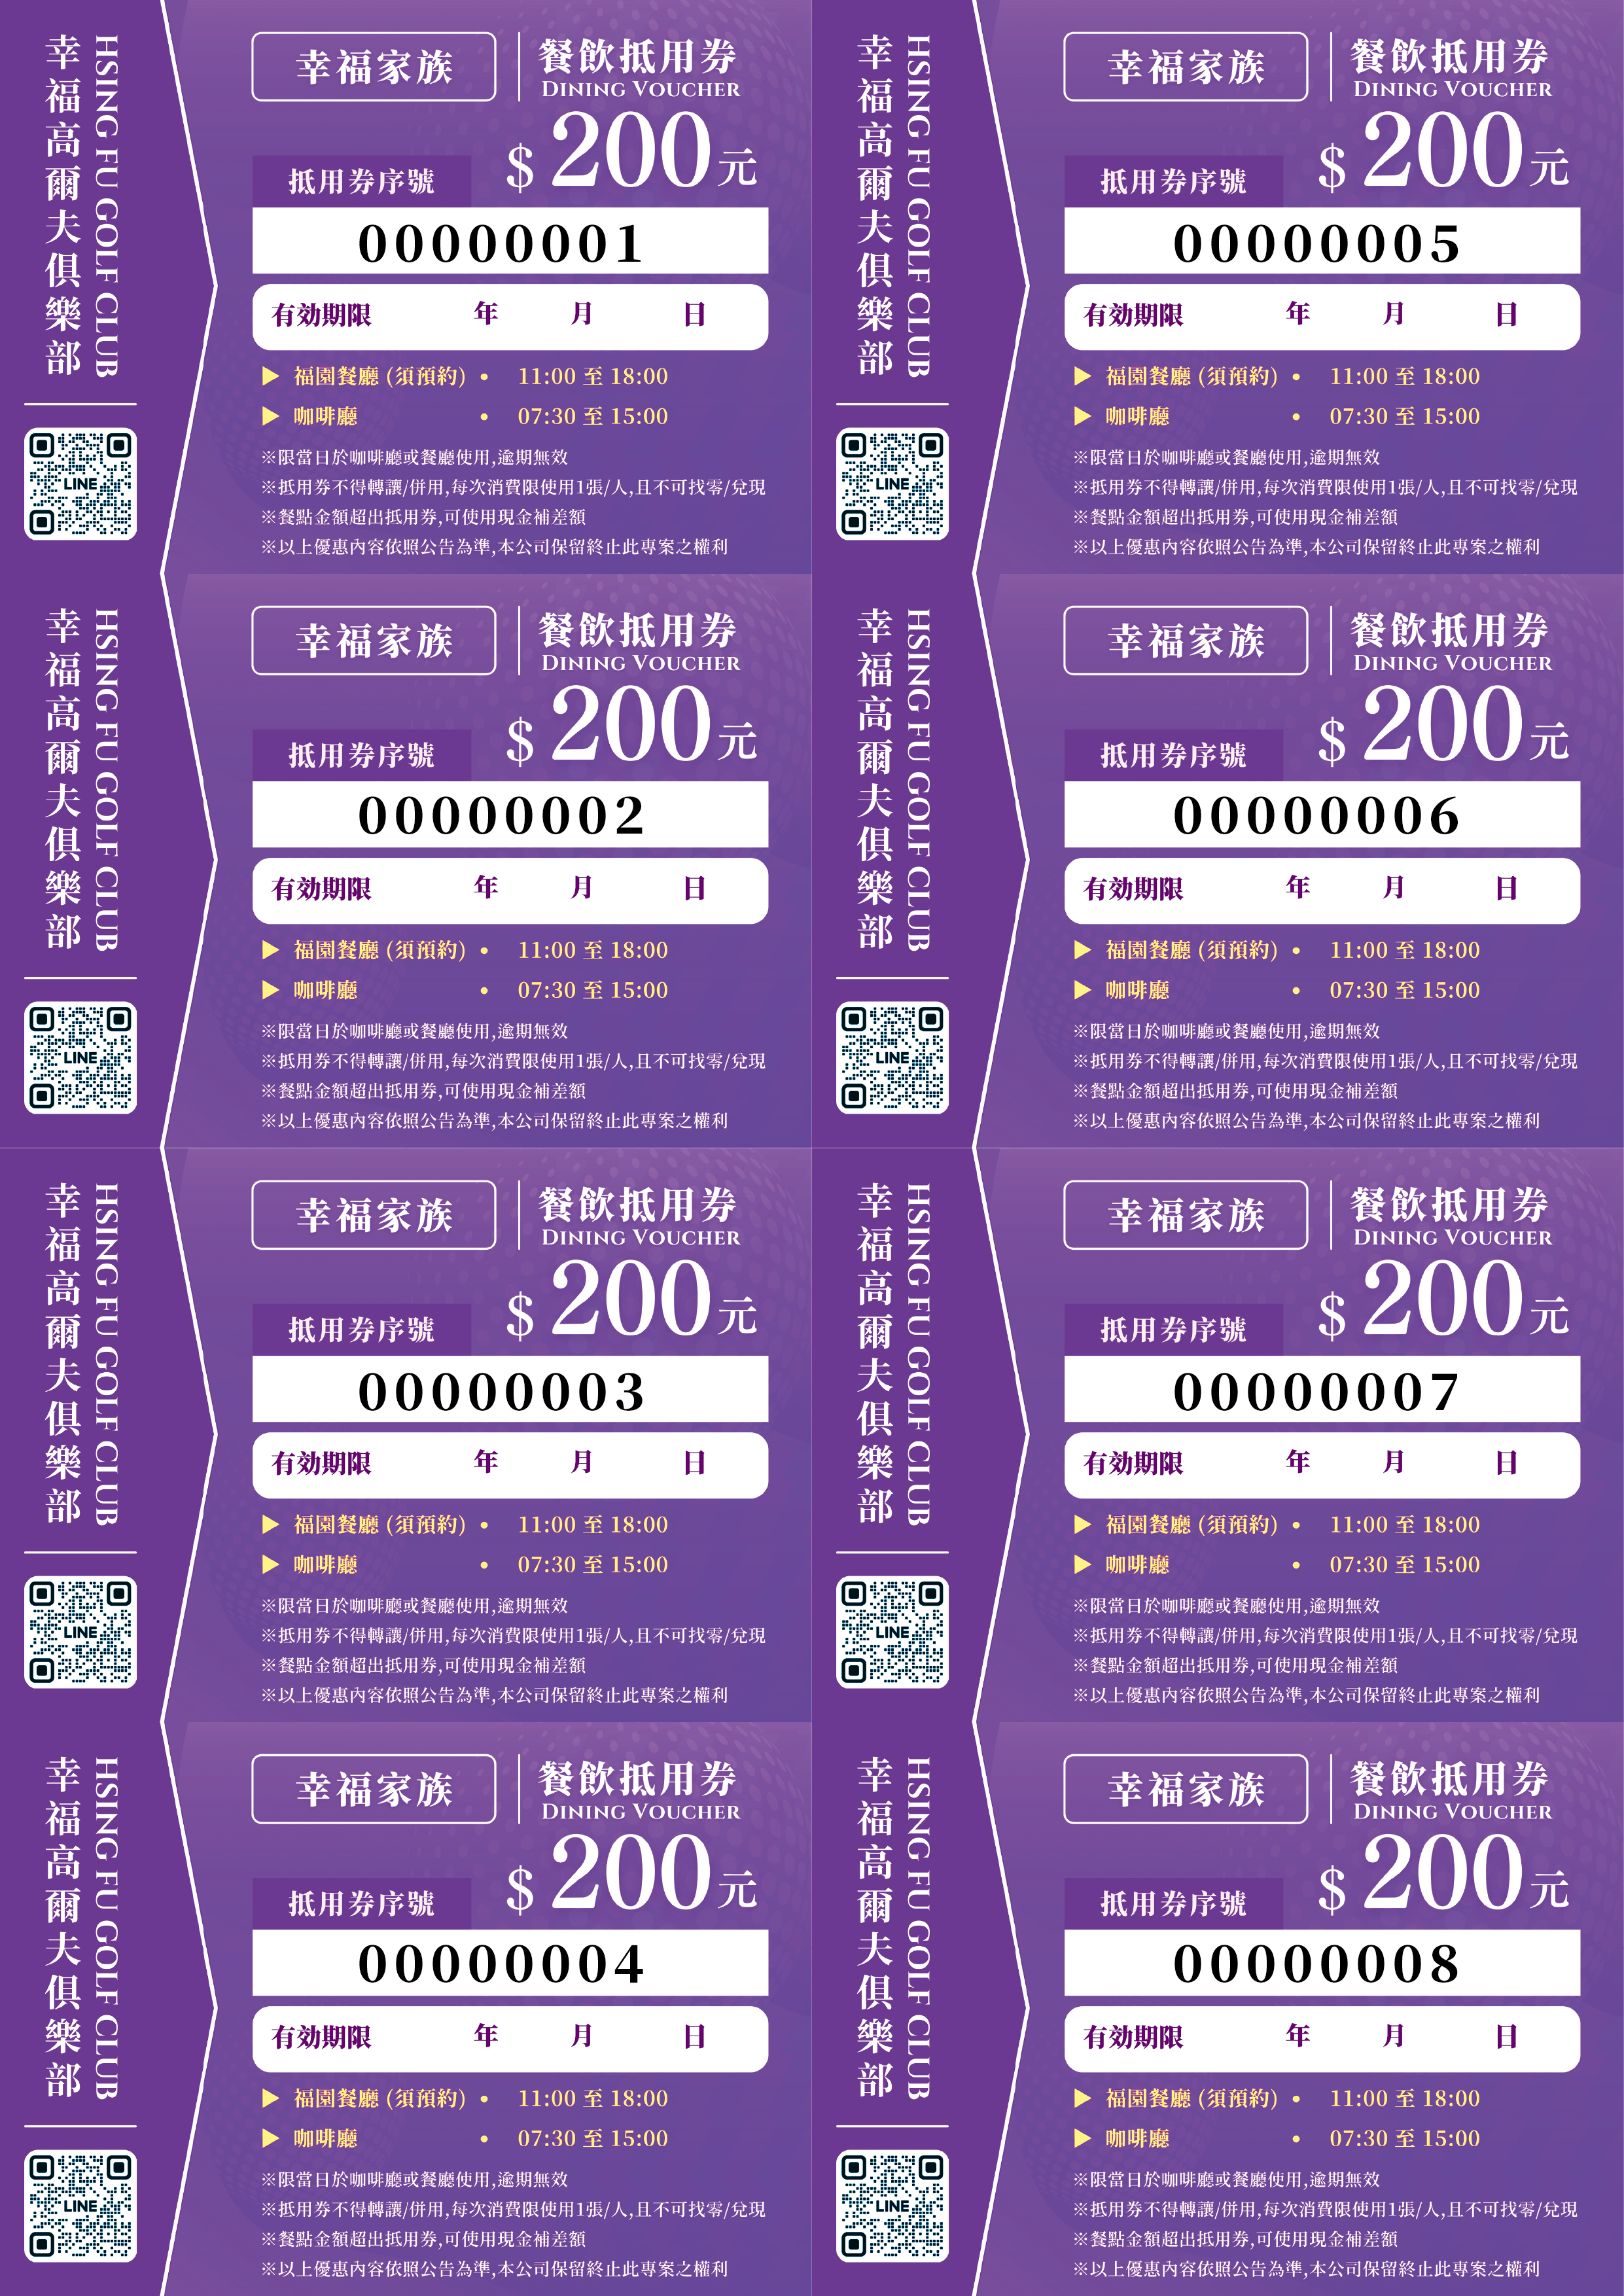 幸福高爾夫俱樂部
HSING FU GOLF CLUB
LINE
幸福家族
餐飲抵用券
DINING VOUCHER
$ 200 元
抵用券序號
00000001
有効期限 年 月 日
▶ 福園餐廳 (須預約) • 11:00 至 18:00
▶ 咖啡廳 • 07:30 至 15:00
※限當日於咖啡廳或餐廳使用,逾期無效
※抵用券不得轉讓/併用,每次消費限使用1張/人,且不可找零/兌現
※餐點金額超出抵用券,可使用現金補差額
※以上優惠內容依照公告為準,本公司保留終止此專案之權利
幸福高爾夫俱樂部
HSING FU GOLF CLUB
LINE
幸福家族
餐飲抵用券
DINING VOUCHER
$ 200 元
抵用券序號
00000005
有効期限 年 月 日
▶ 福園餐廳 (須預約) • 11:00 至 18:00
▶ 咖啡廳 • 07:30 至 15:00
※限當日於咖啡廳或餐廳使用,逾期無效
※抵用券不得轉讓/併用,每次消費限使用1張/人,且不可找零/兌現
※餐點金額超出抵用券,可使用現金補差額
※以上優惠內容依照公告為準,本公司保留終止此專案之權利
幸福高爾夫俱樂部
HSING FU GOLF CLUB
LINE
幸福家族
餐飲抵用券
DINING VOUCHER
$ 200 元
抵用券序號
00000002
有効期限 年 月 日
▶ 福園餐廳 (須預約) • 11:00 至 18:00
▶ 咖啡廳 • 07:30 至 15:00
※限當日於咖啡廳或餐廳使用,逾期無效
※抵用券不得轉讓/併用,每次消費限使用1張/人,且不可找零/兌現
※餐點金額超出抵用券,可使用現金補差額
※以上優惠內容依照公告為準,本公司保留終止此專案之權利
幸福高爾夫俱樂部
HSING FU GOLF CLUB
LINE
幸福家族
餐飲抵用券
DINING VOUCHER
$ 200 元
抵用券序號
00000006
有効期限 年 月 日
▶ 福園餐廳 (須預約) • 11:00 至 18:00
▶ 咖啡廳 • 07:30 至 15:00
※限當日於咖啡廳或餐廳使用,逾期無效
※抵用券不得轉讓/併用,每次消費限使用1張/人,且不可找零/兌現
※餐點金額超出抵用券,可使用現金補差額
※以上優惠內容依照公告為準,本公司保留終止此專案之權利
幸福高爾夫俱樂部
HSING FU GOLF CLUB
LINE
幸福家族
餐飲抵用券
DINING VOUCHER
$ 200 元
抵用券序號
00000003
有効期限 年 月 日
▶ 福園餐廳 (須預約) • 11:00 至 18:00
▶ 咖啡廳 • 07:30 至 15:00
※限當日於咖啡廳或餐廳使用,逾期無效
※抵用券不得轉讓/併用,每次消費限使用1張/人,且不可找零/兌現
※餐點金額超出抵用券,可使用現金補差額
※以上優惠內容依照公告為準,本公司保留終止此專案之權利
幸福高爾夫俱樂部
HSING FU GOLF CLUB
LINE
幸福家族
餐飲抵用券
DINING VOUCHER
$ 200 元
抵用券序號
00000007
有効期限 年 月 日
▶ 福園餐廳 (須預約) • 11:00 至 18:00
▶ 咖啡廳 • 07:30 至 15:00
※限當日於咖啡廳或餐廳使用,逾期無效
※抵用券不得轉讓/併用,每次消費限使用1張/人,且不可找零/兌現
※餐點金額超出抵用券,可使用現金補差額
※以上優惠內容依照公告為準,本公司保留終止此專案之權利
幸福高爾夫俱樂部
HSING FU GOLF CLUB
LINE
幸福家族
餐飲抵用券
DINING VOUCHER
$ 200 元
抵用券序號
00000004
有効期限 年 月 日
▶ 福園餐廳 (須預約) • 11:00 至 18:00
▶ 咖啡廳 • 07:30 至 15:00
※限當日於咖啡廳或餐廳使用,逾期無效
※抵用券不得轉讓/併用,每次消費限使用1張/人,且不可找零/兌現
※餐點金額超出抵用券,可使用現金補差額
※以上優惠內容依照公告為準,本公司保留終止此專案之權利
幸福高爾夫俱樂部
HSING FU GOLF CLUB
LINE
幸福家族
餐飲抵用券
DINING VOUCHER
$ 200 元
抵用券序號
00000008
有効期限 年 月 日
▶ 福園餐廳 (須預約) • 11:00 至 18:00
▶ 咖啡廳 • 07:30 至 15:00
※限當日於咖啡廳或餐廳使用,逾期無效
※抵用券不得轉讓/併用,每次消費限使用1張/人,且不可找零/兌現
※餐點金額超出抵用券,可使用現金補差額
※以上優惠內容依照公告為準,本公司保留終止此專案之權利